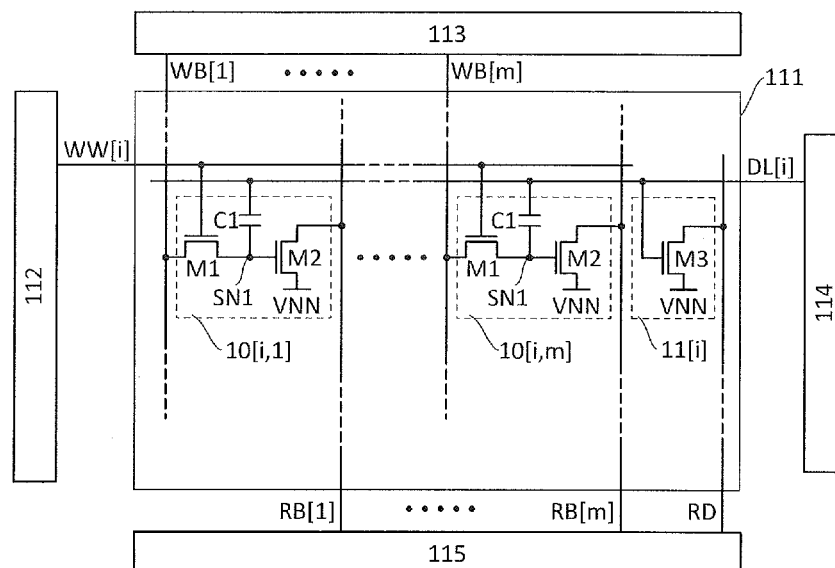 113
WB[1]
WB[m]
111
WW[i]
DL[i]
C1
C1
M1
M2
M1
M2
M3
SN1
VNN
SN1
VNN
VNN
112
114
10[i,1]
10[i,m]
11[i]
RB[1]
RB[m]
RD
115